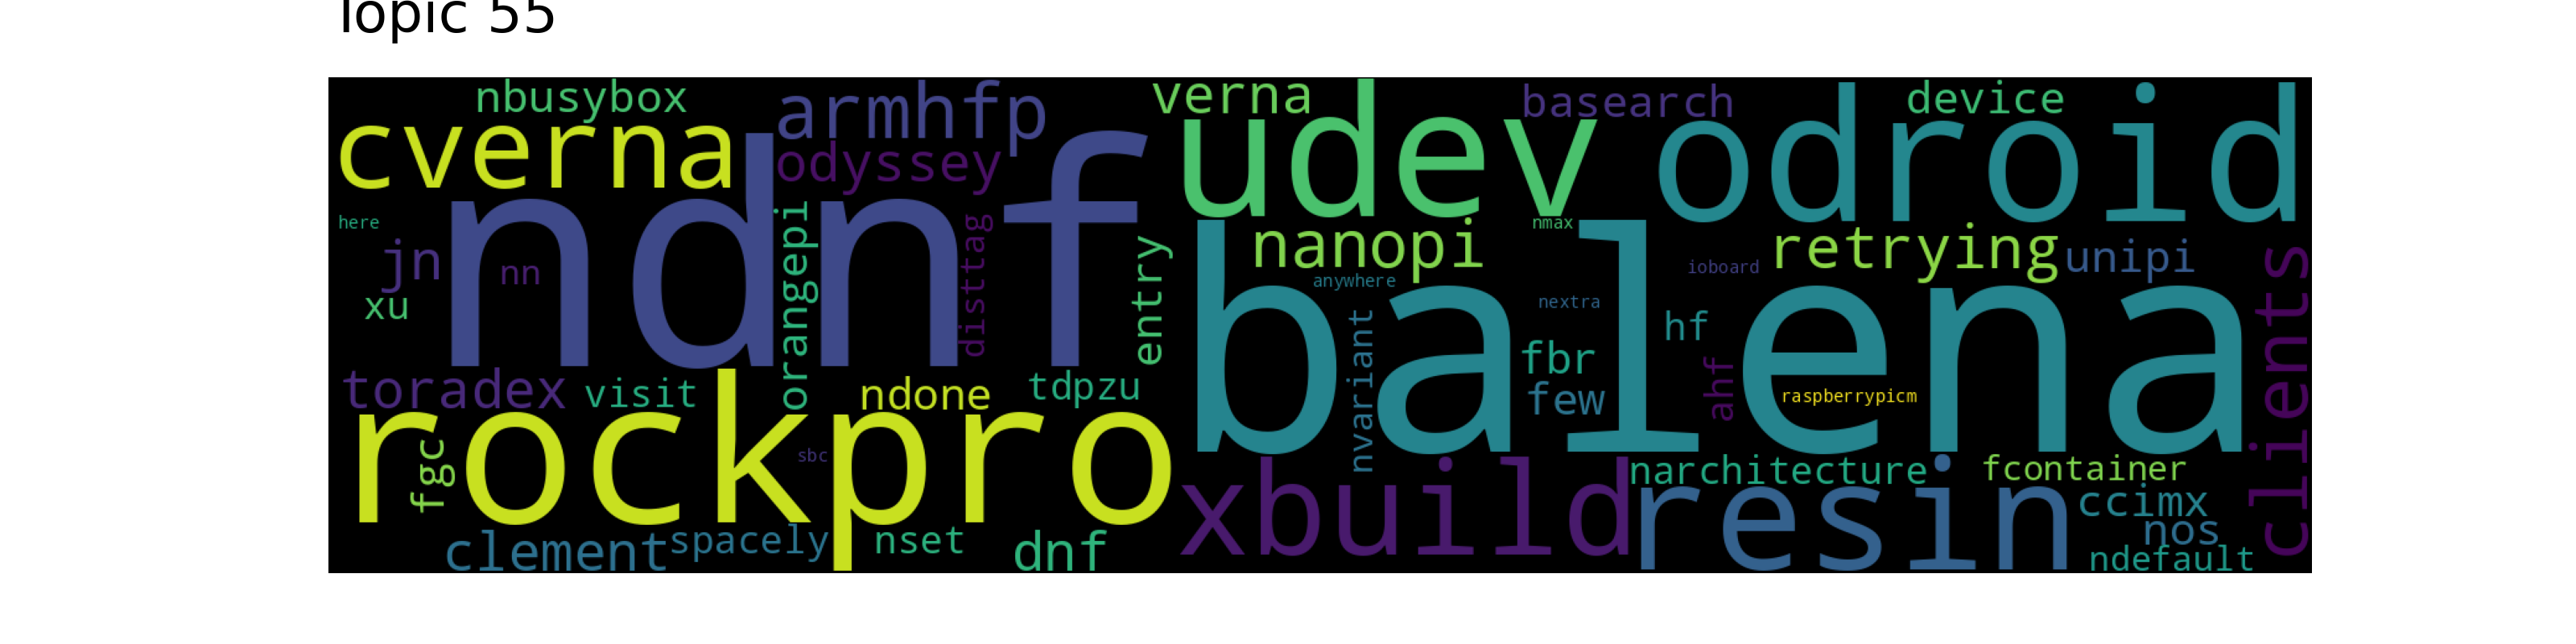 Topic 55
nbusybox
armhfp
verna
basearch
device
cverna
odyssey
udev
odroid
here
ndnf
jn
nn
xu
orangepi
disttag
entry
nanopi
nmax
retrying
unipi
anywhere
ioboard
nextra
balena
clients
nvariant
hf
fbr
few
ahf
raspberrypicm
toradex
visit
ndone
tdpzu
rockpro
fgc
sbc
xbuild
narchitecture
fcontainer
resin
ccimx
nos
clement
spacely
nset
dnf
ndefault